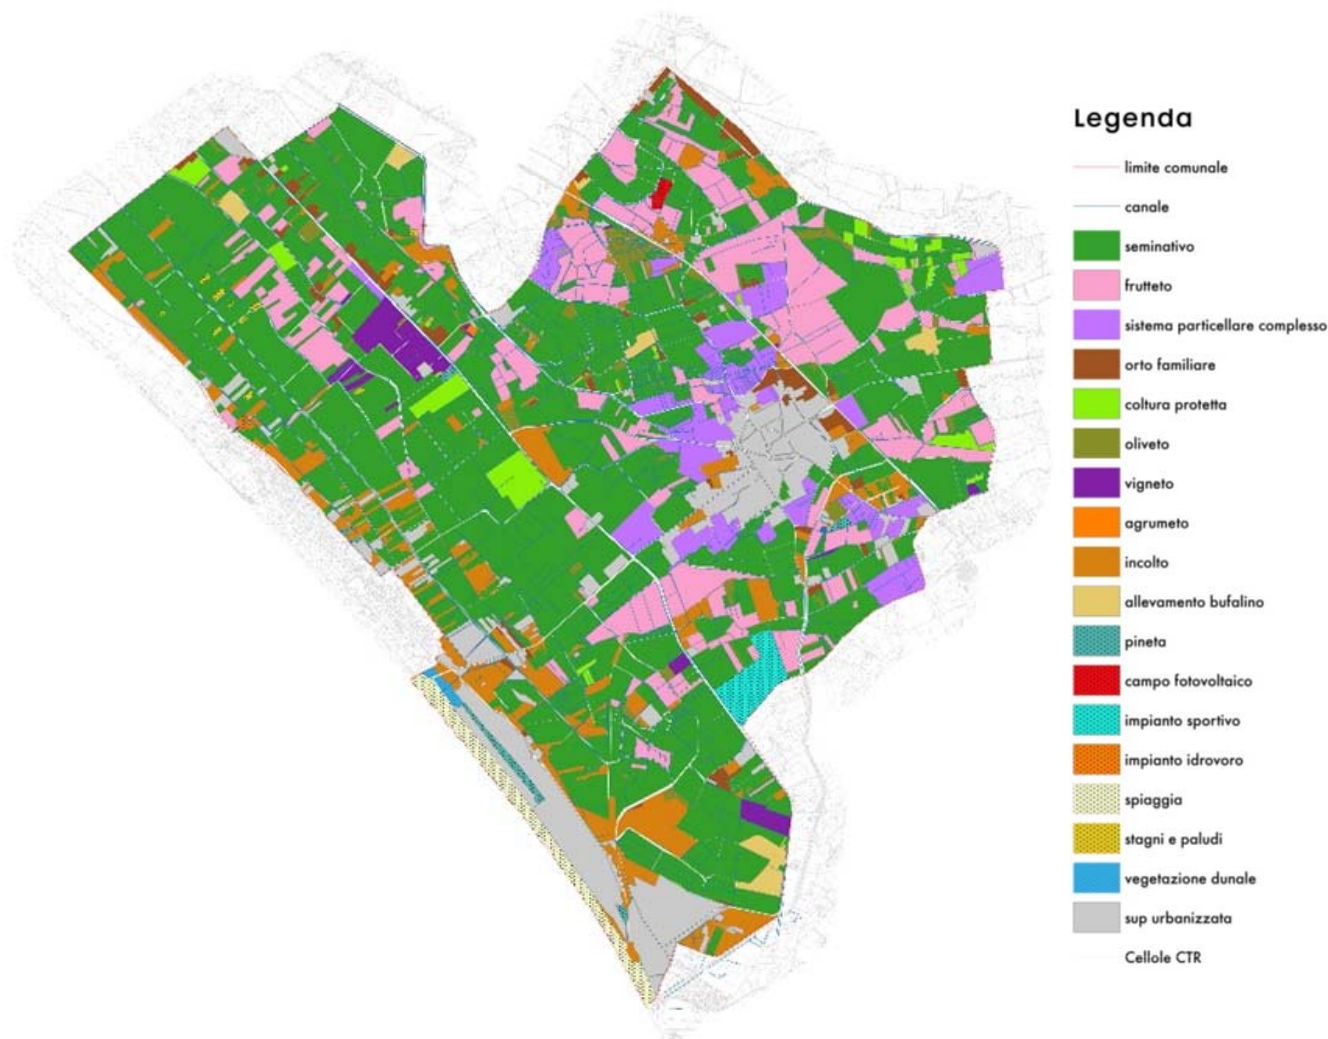 Legenda
limite comunale
canale
seminativo
frutteto
sistema particellare complesso
orto familiare
coltura protetta
oliveto
vigneto
agrumeto
incolto
allevamento bufalino
pineta
campo fotovoltaico
impianto sportivo
impianto idrovoro
spiaggia
stagni e paludi
vegetazione dunale
sup urbanizzata
Cellole CTR